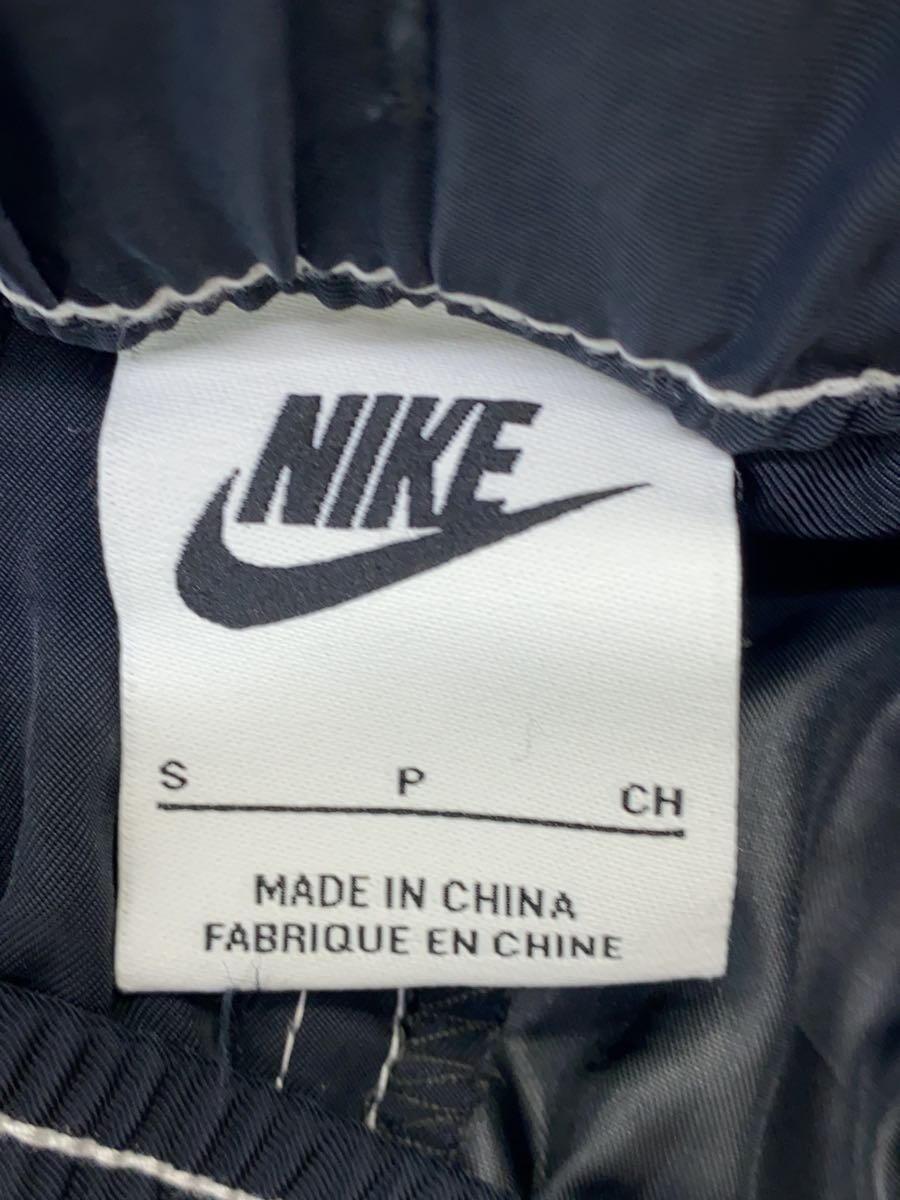 NIKE
S P CH
MADE IN CHINA
FABRIQUE EN CHINE